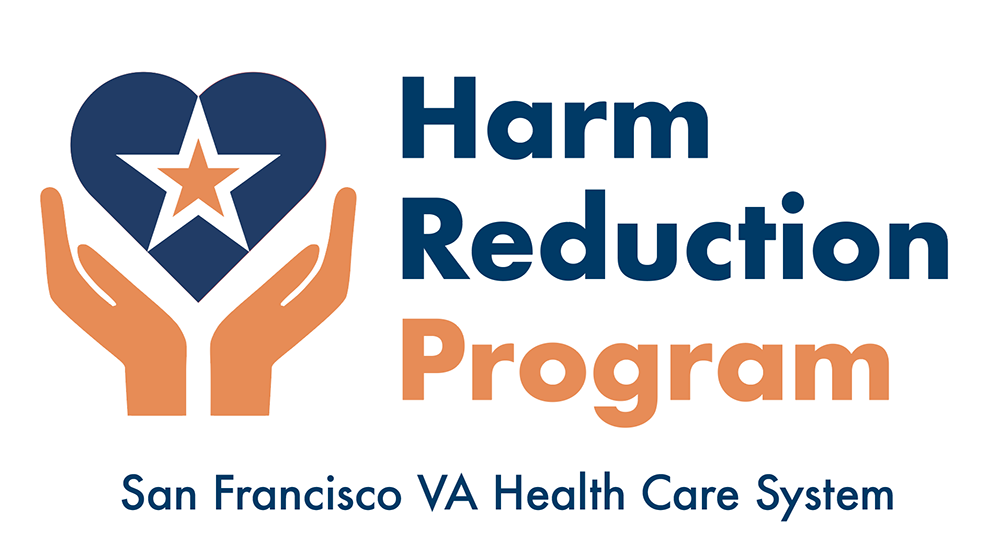 Harm
Reduction
Program
San Francisco VA Health Care System